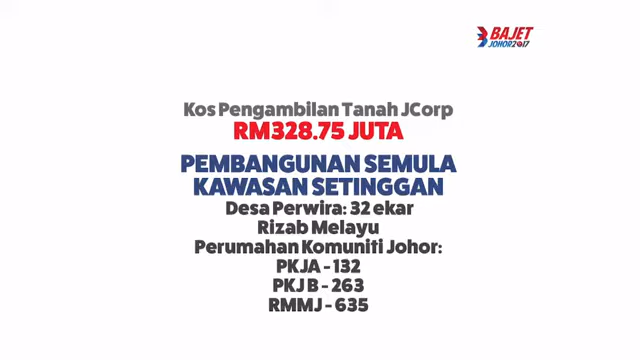 BAJET
JOHOR2017
Kos Pengambilan Tanah JCorp
RM328.75 JUTA
PEMBANGUNAN SEMULA
KAWASAN SETINGGAN
Desa Perwira: 32 ekar
Rizab Melayu
Perumahan Komuniti Johor:
PKJA - 132
PKJ B - 263
RMMJ - 635